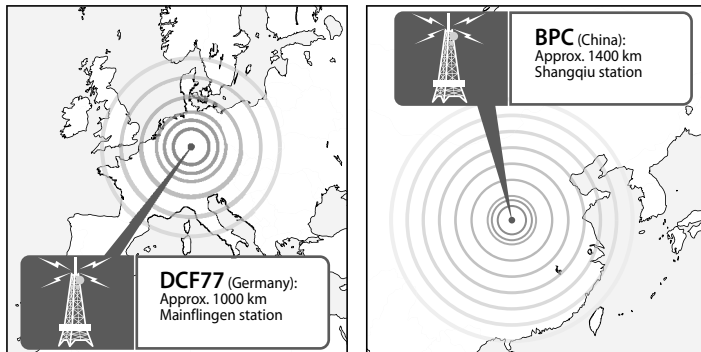 DCF77 (Germany):
Approx. 1000 km
Mainflingen station
BPC (China):
Approx. 1400 km
Shangqiu station